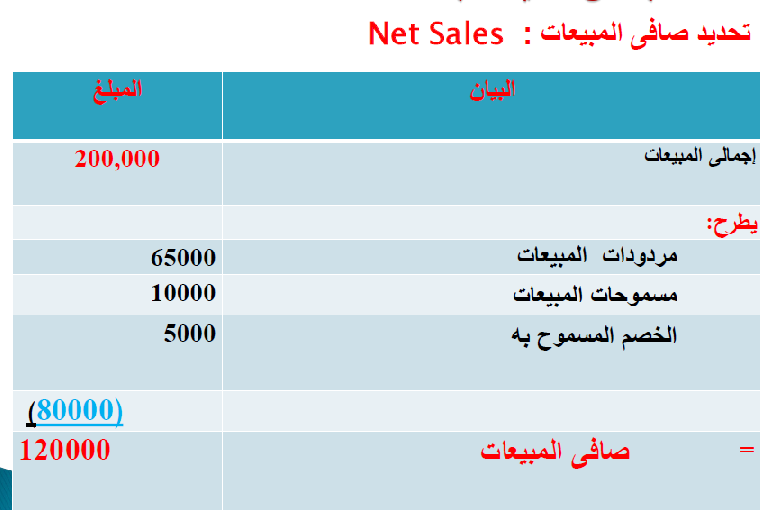 تحديد صافى المبيعات : Net Sales
البيان المبلغ
إجمالى المبيعات 200,000
يطرح:
مردودات المبيعات 65000
مسموحات المبيعات 10000
الخصم المسموح به 5000
(80000)
= صافى المبيعات 120000